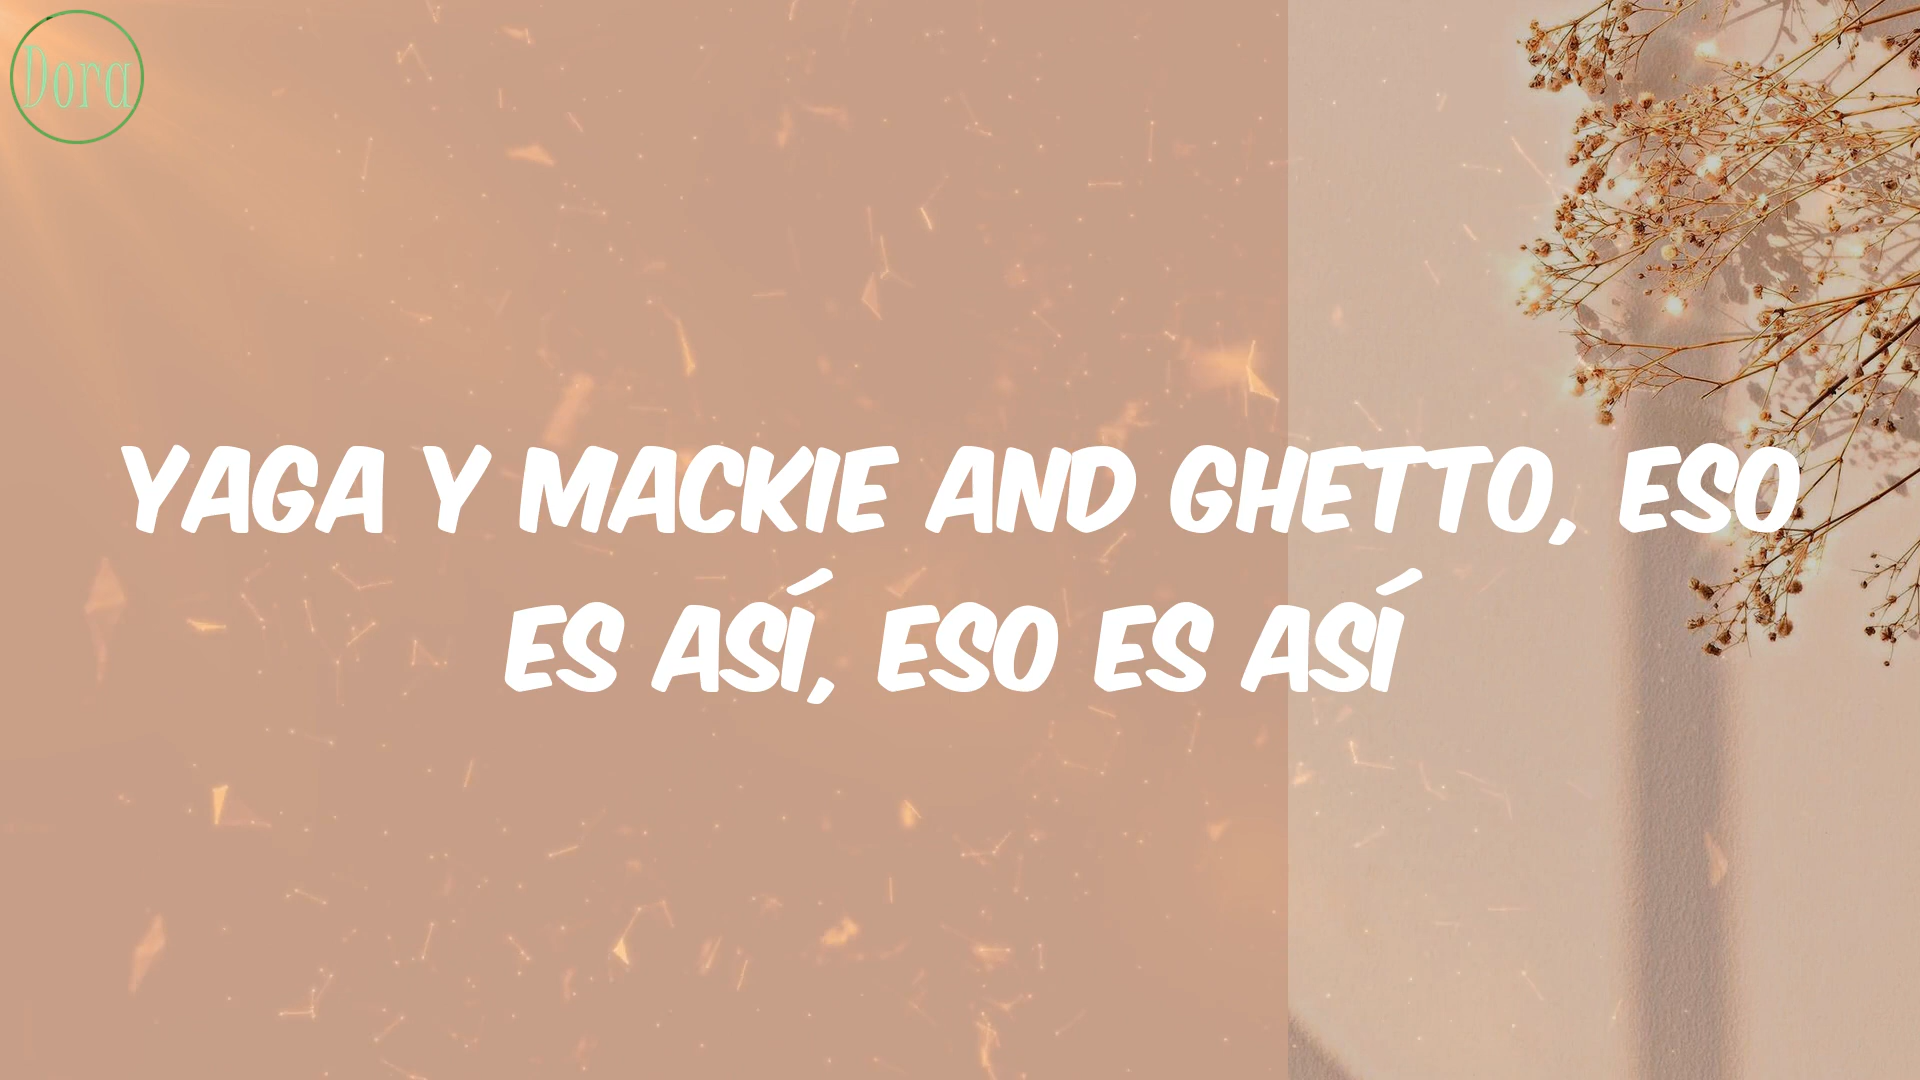 Dora
YAGA Y MACKIE AND GHETTO, ESO
ES ASÍ, ESO ES ASÍ